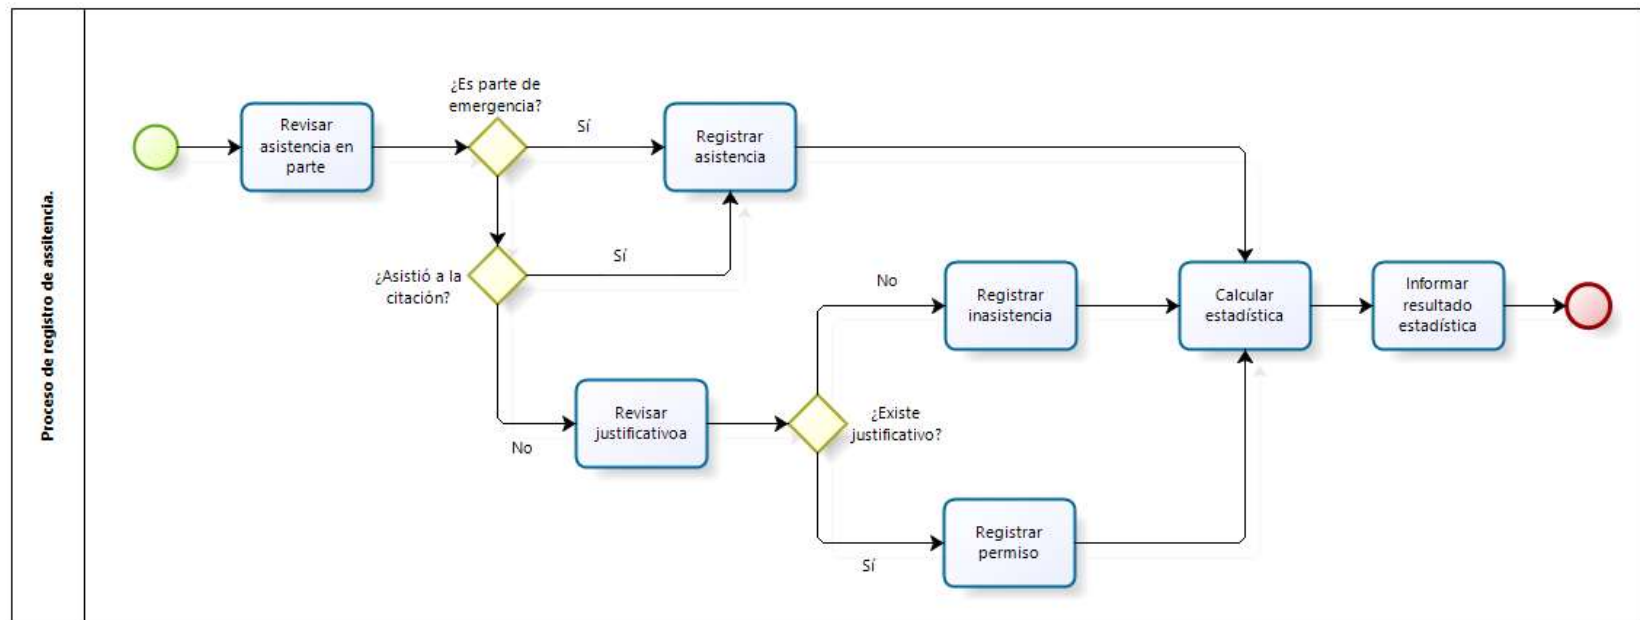 Proceso de registro de assitencia.
Revisar
asistencia en
parte
¿Es parte de
emergencia?
Sí
Registrar
asistencia
¿Asistió a la
citación?
Sí
No
Revisar
justificativoa
¿Existe
justificativo?
No
Registrar
inasistencia
Sí
Registrar
permiso
Calcular
estadística
Informar
resultado
estadística